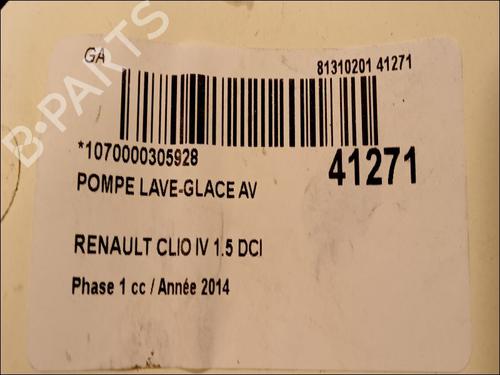 GA
81310201 41271
*1070000305928
41271
POMPE LAVE-GLACE AV
RENAULT CLIO IV 1.5 DCI
Phase 1 cc / Année 2014
B-PARTS